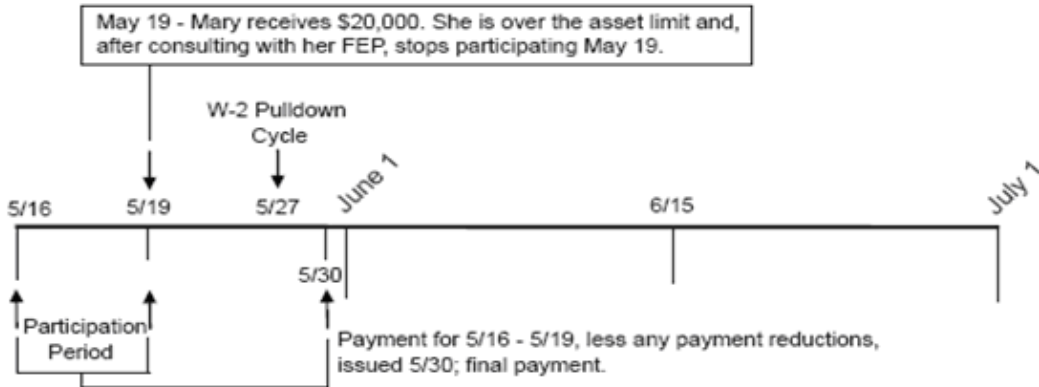 May 19 - Mary receives $20,000. She is over the asset limit and,
after consulting with her FEP, stops participating May 19.
W-2 Pulldown
Cycle
June 1
July 1
5/16
5/19
5/27
6/15
5/30
Participation
Period
Payment for 5/16 - 5/19, less any payment reductions,
issued 5/30; final payment.